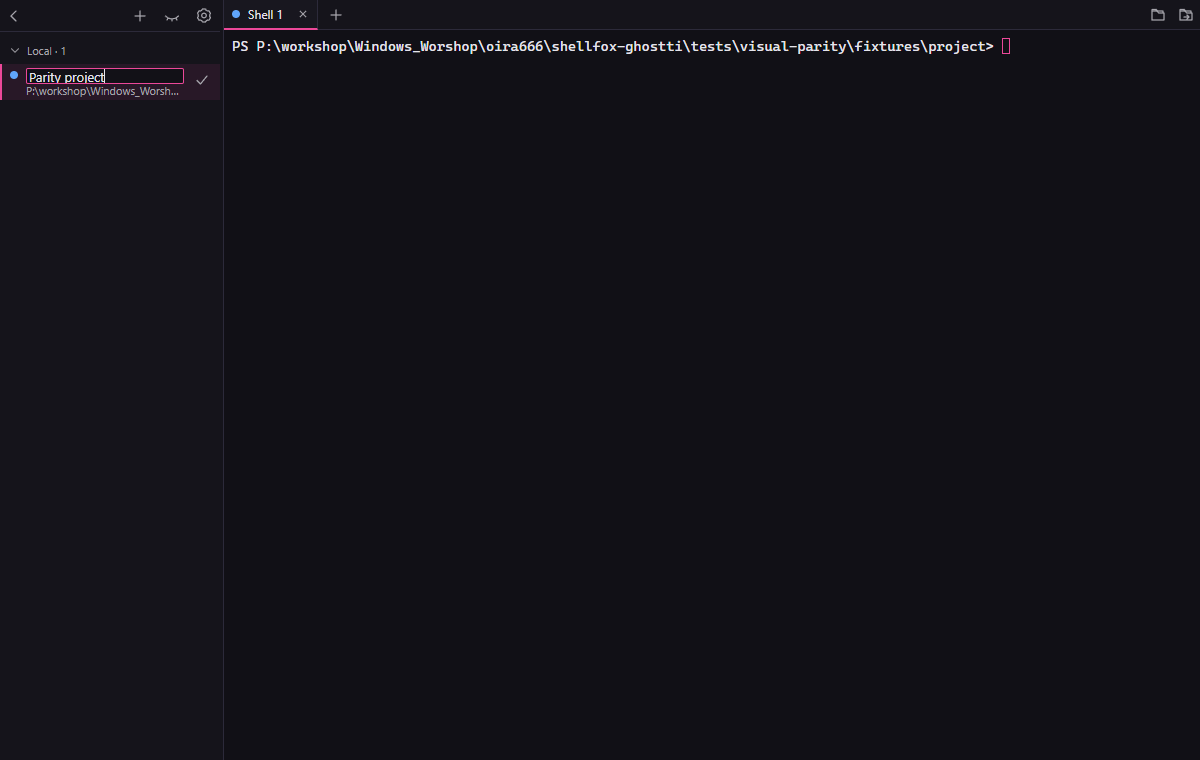 Shell 1
Local · 1
Parity project
P:\workshop\Windows_Worsh...
PS P:\workshop\Windows_Worshop\oira666\shellfox-ghostti\tests\visual-parity\fixtures\project>